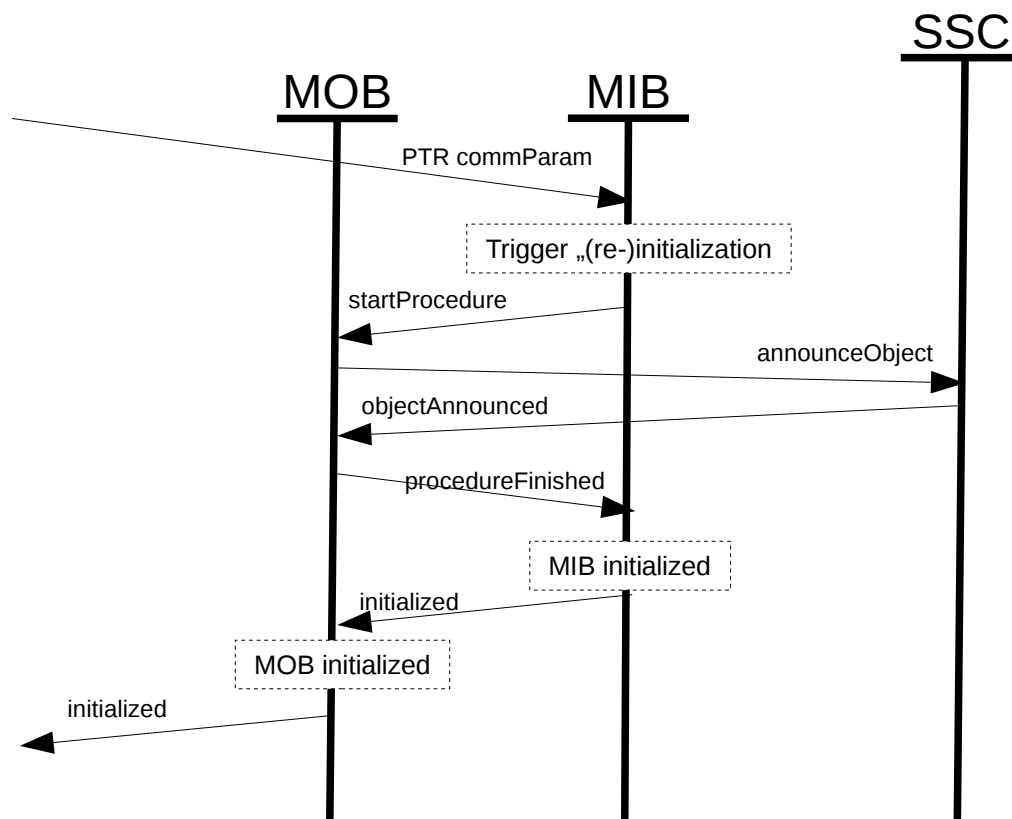 SSC
MOB
MIB
PTR commParam
Trigger „(re-)initialization
startProcedure
announceObject
objectAnnounced
procedureFinished
MIB initialized
initialized
MOB initialized
initialized